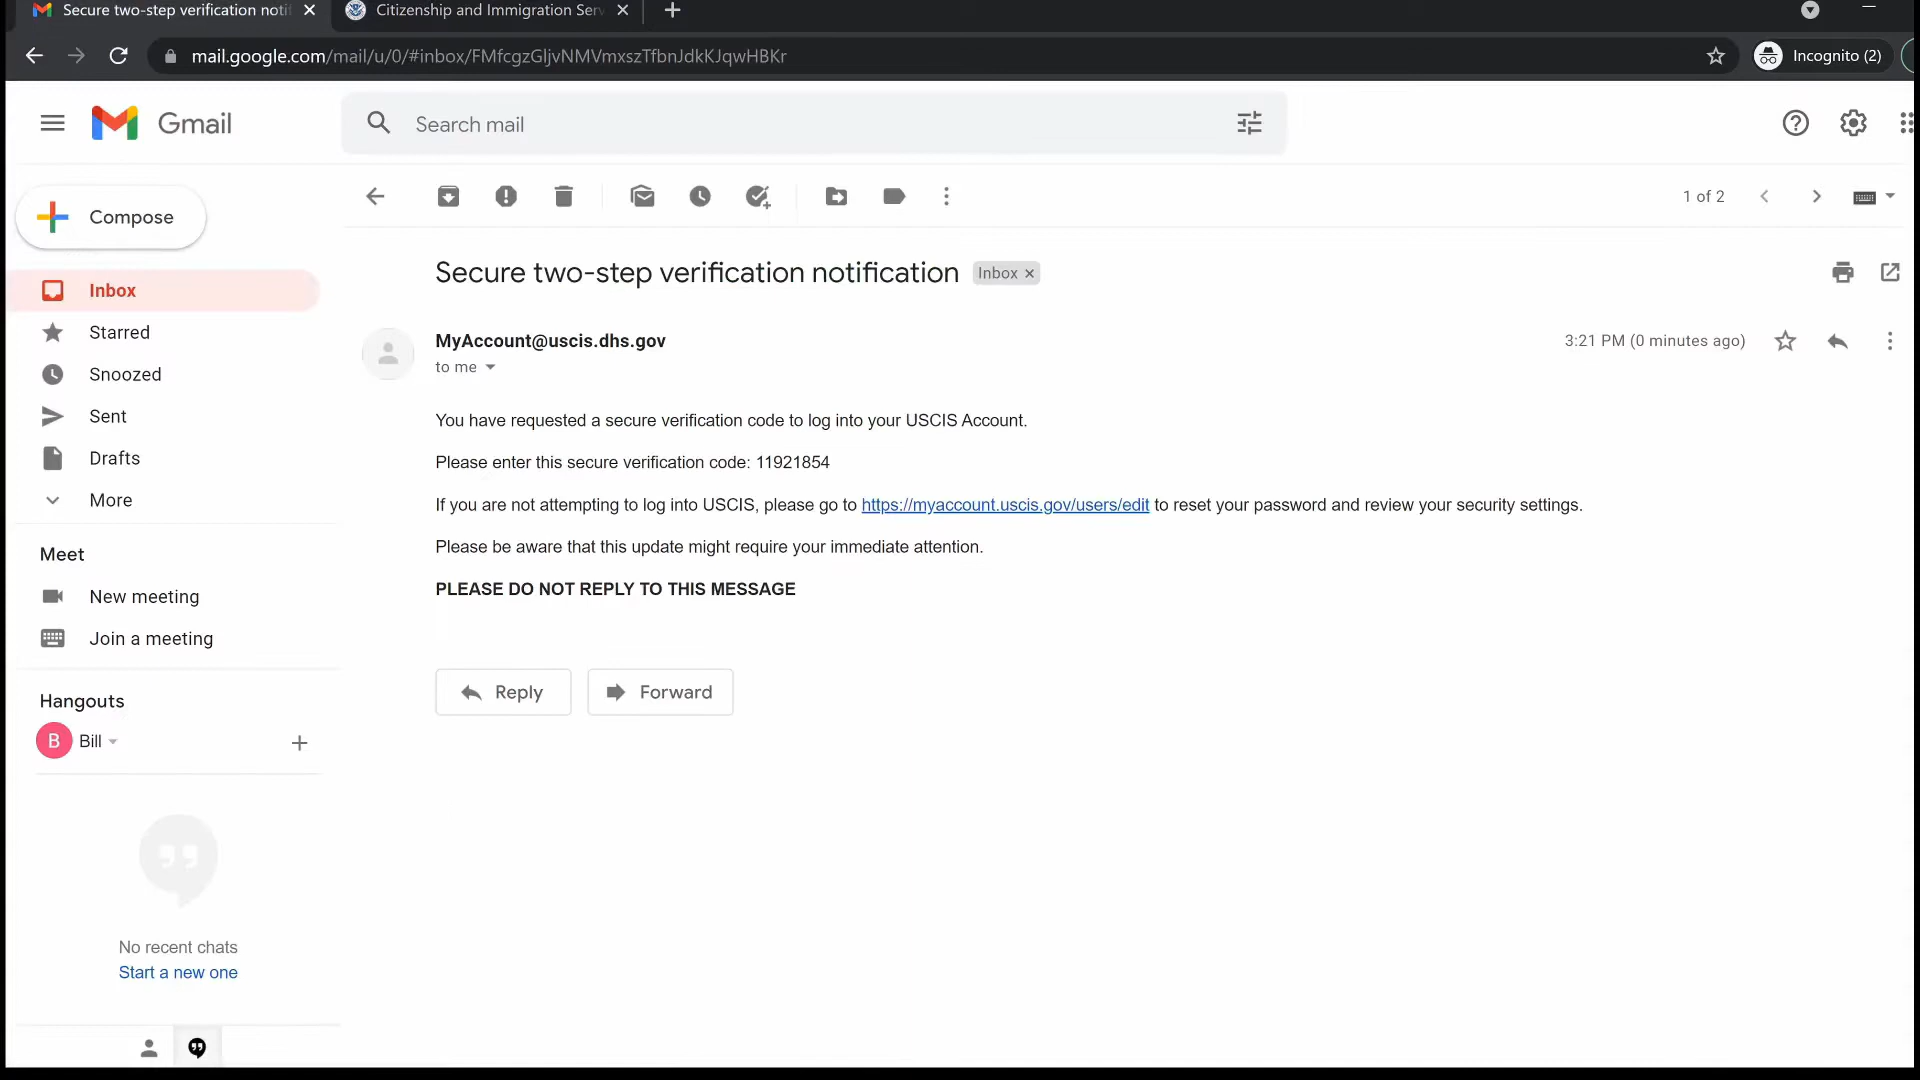 Secure two-step verification noti
Citizenship and Immigration Ser
mail.google.com/mail/u/0/#inbox/FMfcgzGljvNMVmxszTfbnJdkKJqwHBKr
Incognito (2)
Gmail
Search mail
Compose
1 of 2
Inbox
Starred
Snoozed
Sent
Drafts
More
Secure two-step verification notification
Inbox ×
MyAccount@uscis.dhs.gov
3:21 PM (0 minutes ago)
to me
You have requested a secure verification code to log into your USCIS Account.
Please enter this secure verification code: 11921854
If you are not attempting to log into USCIS, please go to https://myaccount.uscis.gov/users/edit to reset your password and review your security settings.
Please be aware that this update might require your immediate attention.
PLEASE DO NOT REPLY TO THIS MESSAGE
Reply
Forward
Meet
New meeting
Join a meeting
Hangouts
B Bill
No recent chats
Start a new one